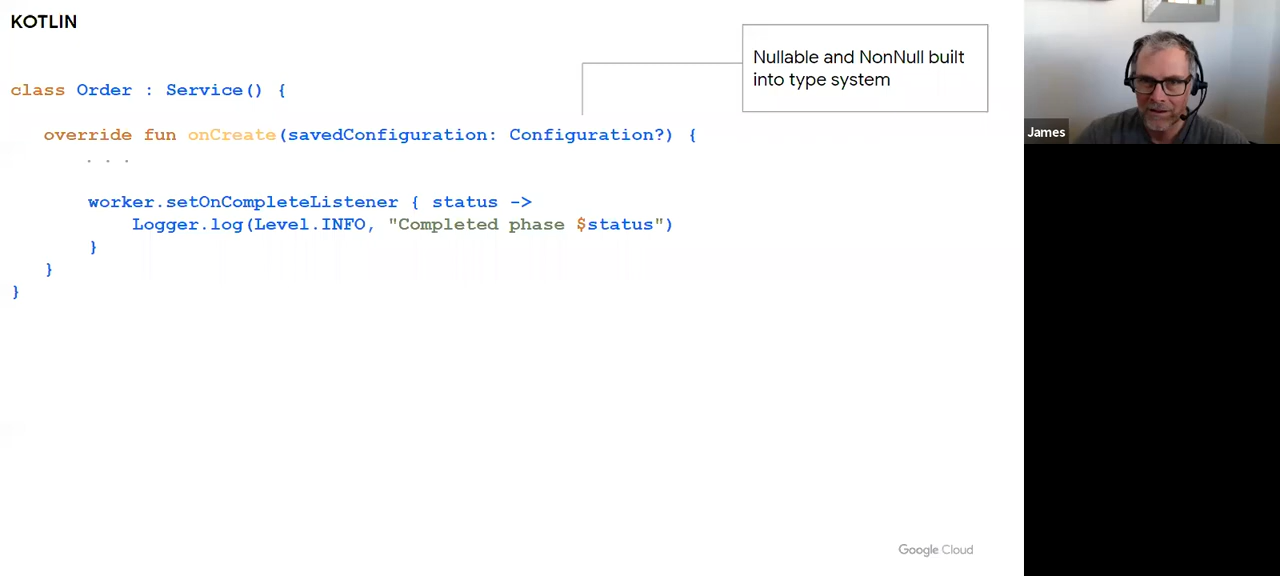 KOTLIN
Nullable and NonNull built
into type system
class Order : Service() {
override fun onCreate(savedConfiguration: Configuration?) {
. . .
worker.setOnCompleteListener { status ->
Logger.log(Level.INFO, "Completed phase $status")
}
}
}
James
Google Cloud